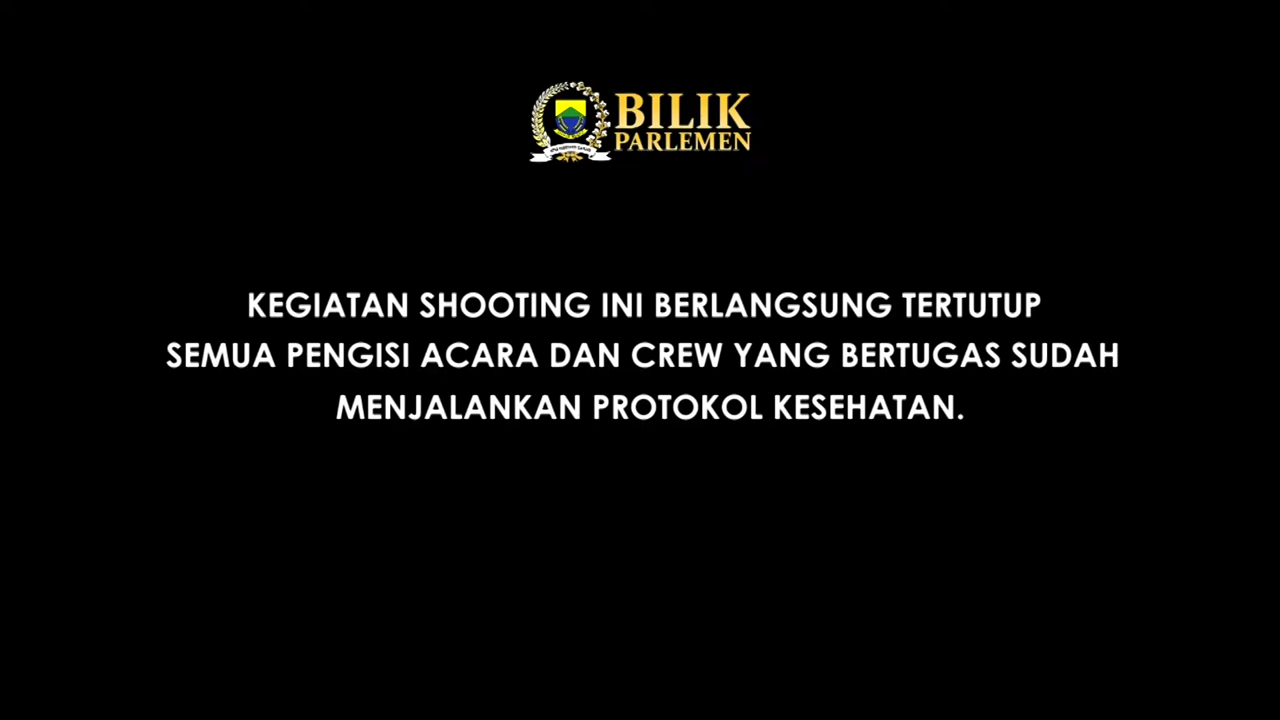 BILIK
PARLEMEN
KEGIATAN SHOOTING INI BERLANGSUNG TERTUTUP
SEMUA PENGISI ACARA DAN CREW YANG BERTUGAS SUDAH
MENJALANKAN PROTOKOL KESEHATAN.